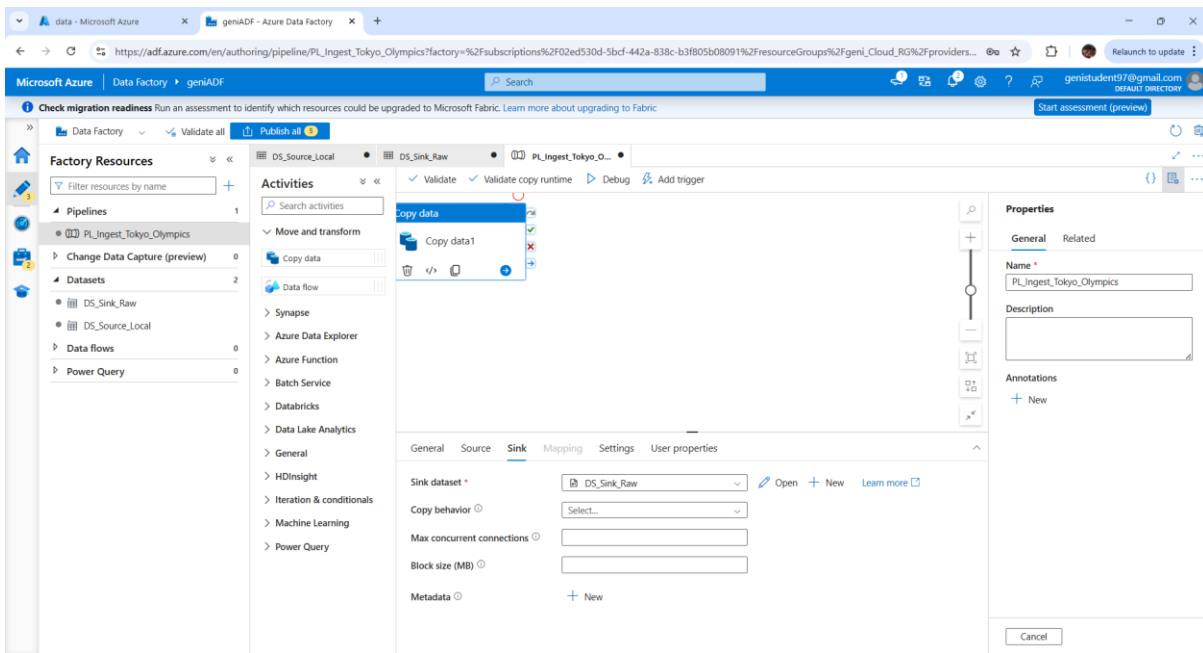 data - Microsoft Azure
geniADF - Azure Data Factory
https://adf.azure.com/en/authoring/pipeline/PL_Ingest_Tokyo_Olympics?factory=%2Fsubscriptions%2F02ed530d-5bcf-442a-838c-b3f805b08091%2FresourceGroups%2Fgeni_Cloud_RG%2Fproviders...
Relaunch to update
Microsoft Azure | Data Factory geniADF
Search
2
genistudent97@gmail.com
DEFAULT DIRECTORY
Check migration readiness Run an assessment to identify which resources could be upgraded to Microsoft Fabric. Learn more about upgrading to Fabric
Start assessment (preview)
Data Factory
Validate all
Publish all 5
3
2
Factory Resources
Filter resources by name
Pipelines 1
PL_Ingest_Tokyo_Olympics
Change Data Capture (preview) 0
Datasets 2
DS_Sink_Raw
DS_Source_Local
Data flows 0
Power Query 0
DS_Source_Local
DS_Sink_Raw
PL_Ingest_Tokyo_O...
Activities
Search activities
Move and transform
Copy data
Data flow
Synapse
Azure Data Explorer
Azure Function
Batch Service
Databricks
Data Lake Analytics
General
HDInsight
Iteration & conditionals
Machine Learning
Power Query
Validate
Validate copy runtime
Debug
Add trigger
Copy data
Copy data1
General Source Sink Mapping Settings User properties
Sink dataset * DS_Sink_Raw Open New Learn more
Copy behavior Select...
Max concurrent connections
Block size (MB)
Metadata New
Properties
General Related
Name *
PL_Ingest_Tokyo_Olympics
Description
Annotations
New
Cancel